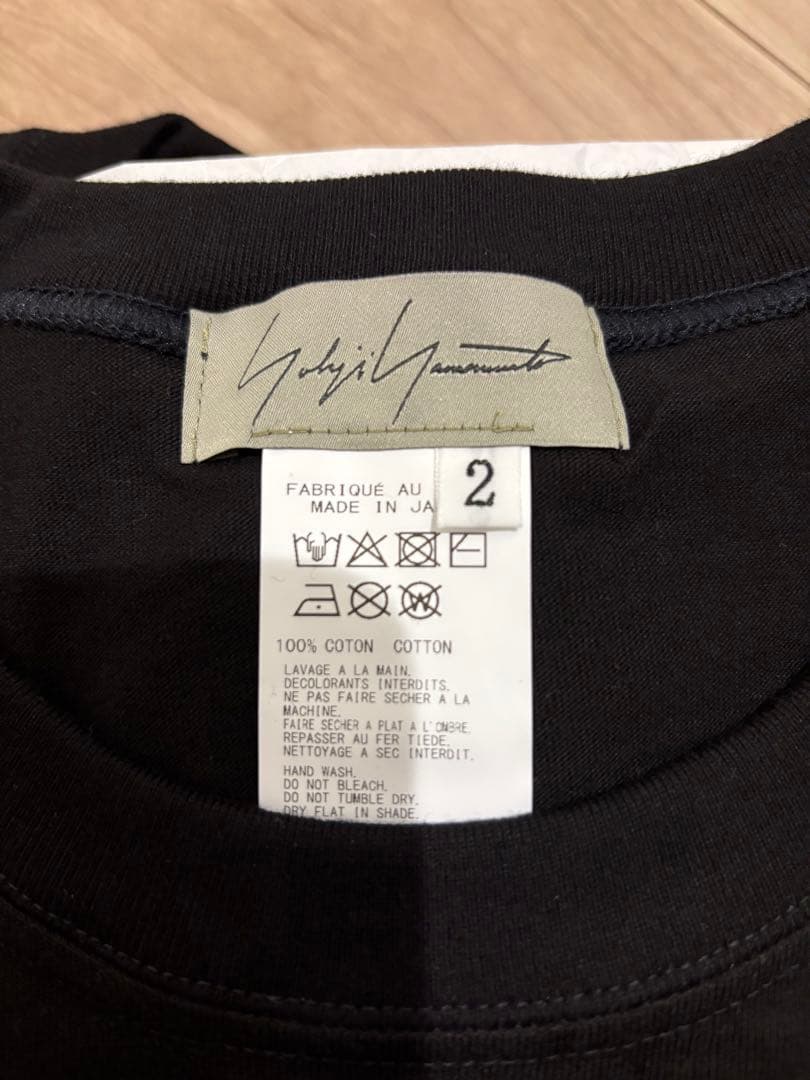 Yohji Yamamoto
2
FABRIQUÉ AU
MADE IN JA
W
100% COTON COTTON
LAVAGE A LA MAIN.
DECOLORANTS INTERDITS.
NE PAS FAIRE SECHER A LA
MACHINE.
FAIRE SECHER A PLAT A L'OMBRE.
REPASSER AU FER TIEDE.
NETTOYAGE A SEC INTERDIT.
HAND WASH.
DO NOT BLEACH.
DO NOT TUMBLE DRY.
DRY FLAT IN SHADE.